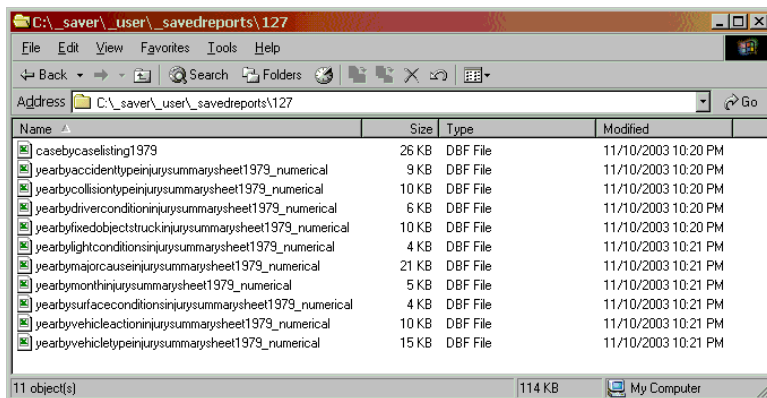 C:\_saver\_user\_savedreports\127
File Edit View Favorites Tools Help
Back Search Folders
Address C:\_saver\_user\_savedreports\127 Go
Name Size Type Modified
casebycaselisting1979 26 KB DBF File 11/10/2003 10:20 PM
yearbyaccidenttypeinjurysummarysheet1979_numerical 9 KB DBF File 11/10/2003 10:20 PM
yearbycollisiontypeinjurysummarysheet1979_numerical 10 KB DBF File 11/10/2003 10:20 PM
yearbydriverconditioninjurysummarysheet1979_numerical 6 KB DBF File 11/10/2003 10:20 PM
yearbyfixedobjectstruckinjurysummarysheet1979_numerical 10 KB DBF File 11/10/2003 10:20 PM
yearbylightconditionsinjurysummarysheet1979_numerical 4 KB DBF File 11/10/2003 10:21 PM
yearbymajorcauseinjurysummarysheet1979_numerical 21 KB DBF File 11/10/2003 10:21 PM
yearbymonthinjurysummarysheet1979_numerical 5 KB DBF File 11/10/2003 10:21 PM
yearbysurfaceconditionsinjurysummarysheet1979_numerical 4 KB DBF File 11/10/2003 10:21 PM
yearbyvehicleactioninjurysummarysheet1979_numerical 10 KB DBF File 11/10/2003 10:21 PM
yearbyvehicletypeinjurysummarysheet1979_numerical 15 KB DBF File 11/10/2003 10:21 PM
11 object(s) 114 KB My Computer